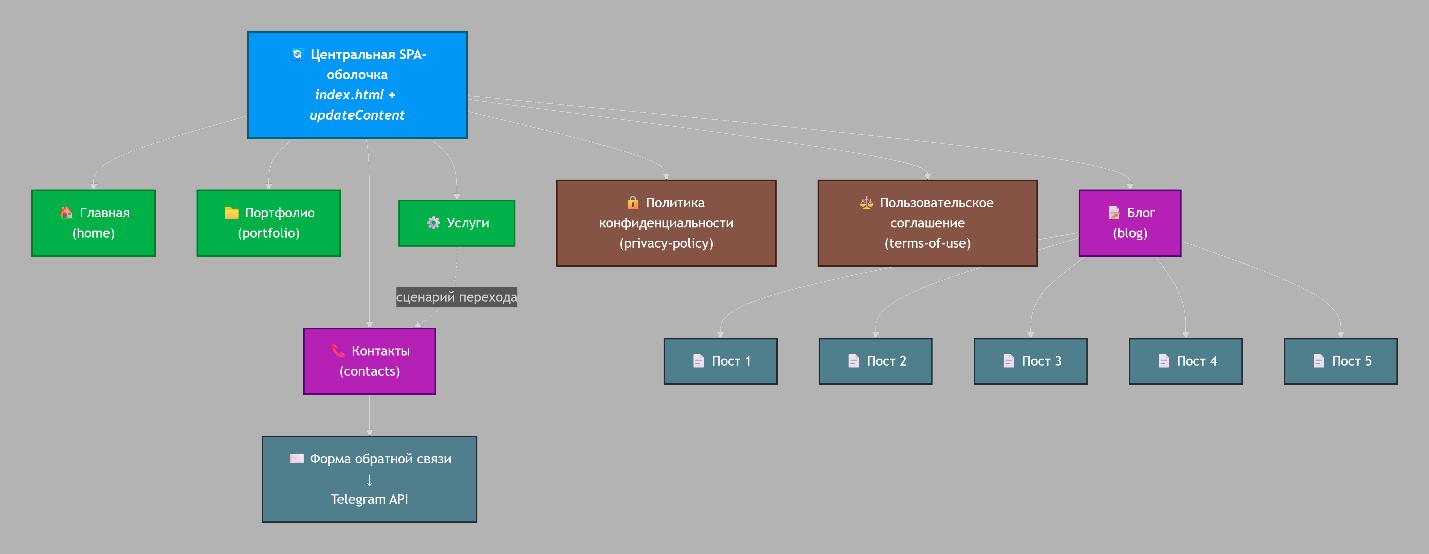 🔄 Центральная SPA-
оболочка
index.html +
updateContent
🏠 Главная
(home)
📁 Портфолио
(portfolio)
⚙️ Услуги
🔒 Политика
конфиденциальности
(privacy-policy)
⚖️ Пользовательское
соглашение
(terms-of-use)
📝 Блог
(blog)
сценарий перехода
📞 Контакты
(contacts)
📄 Пост 1
📄 Пост 2
📄 Пост 3
📄 Пост 4
📄 Пост 5
✉️ Форма обратной связи
↓
Telegram API